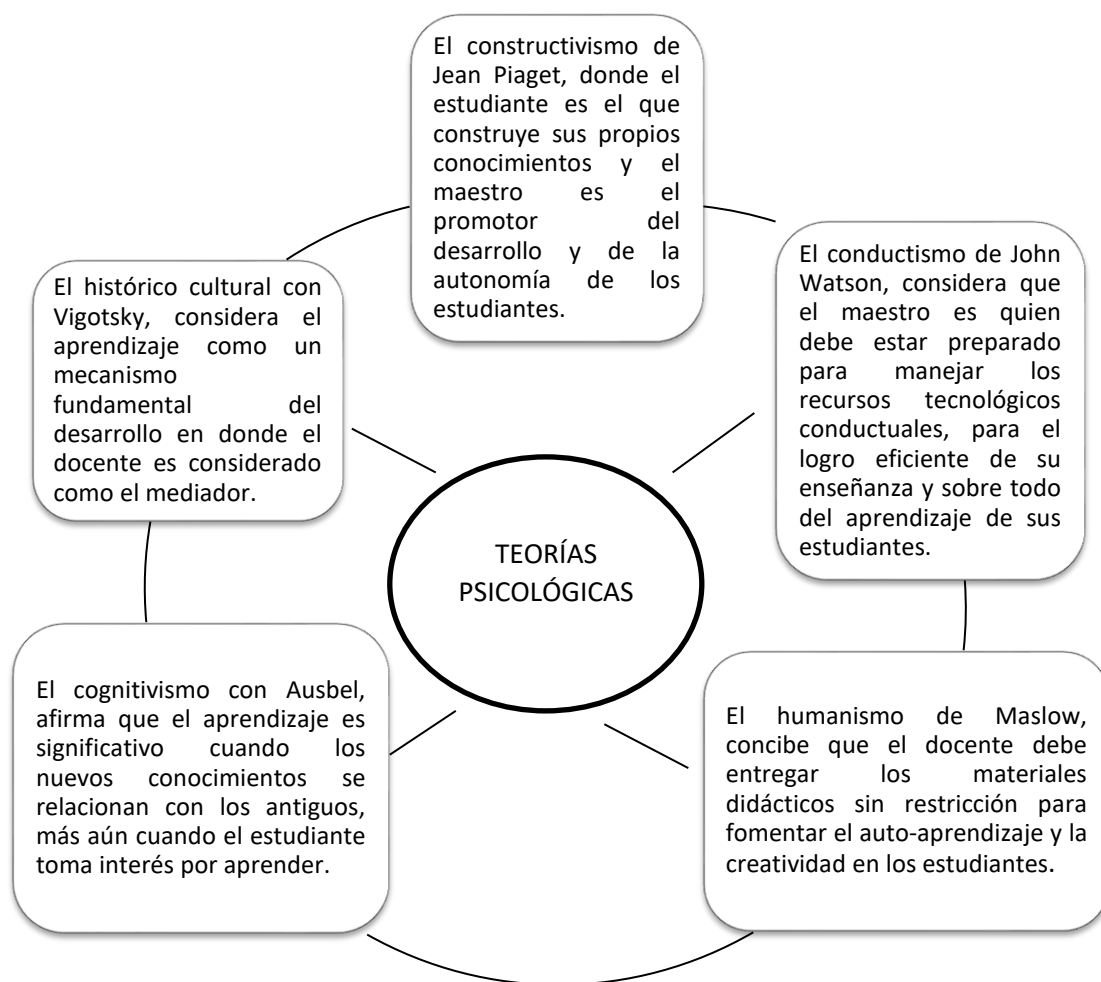 El constructivismo de
Jean Piaget, donde el
estudiante es el que
construye sus propios
conocimientos y el
maestro es el
promotor del
desarrollo y de la
autonomía de los
estudiantes.
El histórico cultural con
Vigotsky, considera el
aprendizaje como un
mecanismo
fundamental del
desarrollo en donde el
docente es considerado
como el mediador.
El conductismo de John
Watson, considera que
el maestro es quien
debe estar preparado
para manejar los
recursos tecnológicos
conductuales, para el
logro eficiente de su
enseñanza y sobre todo
del aprendizaje de sus
estudiantes.
TEORÍAS
PSICOLÓGICAS
El cognitivismo con Ausbel,
afirma que el aprendizaje es
significativo cuando los
nuevos conocimientos se
relacionan con los antiguos,
más aún cuando el estudiante
toma interés por aprender.
El humanismo de Maslow,
concibe que el docente debe
entregar los materiales
didácticos sin restricción para
fomentar el auto-aprendizaje y la
creatividad en los estudiantes.